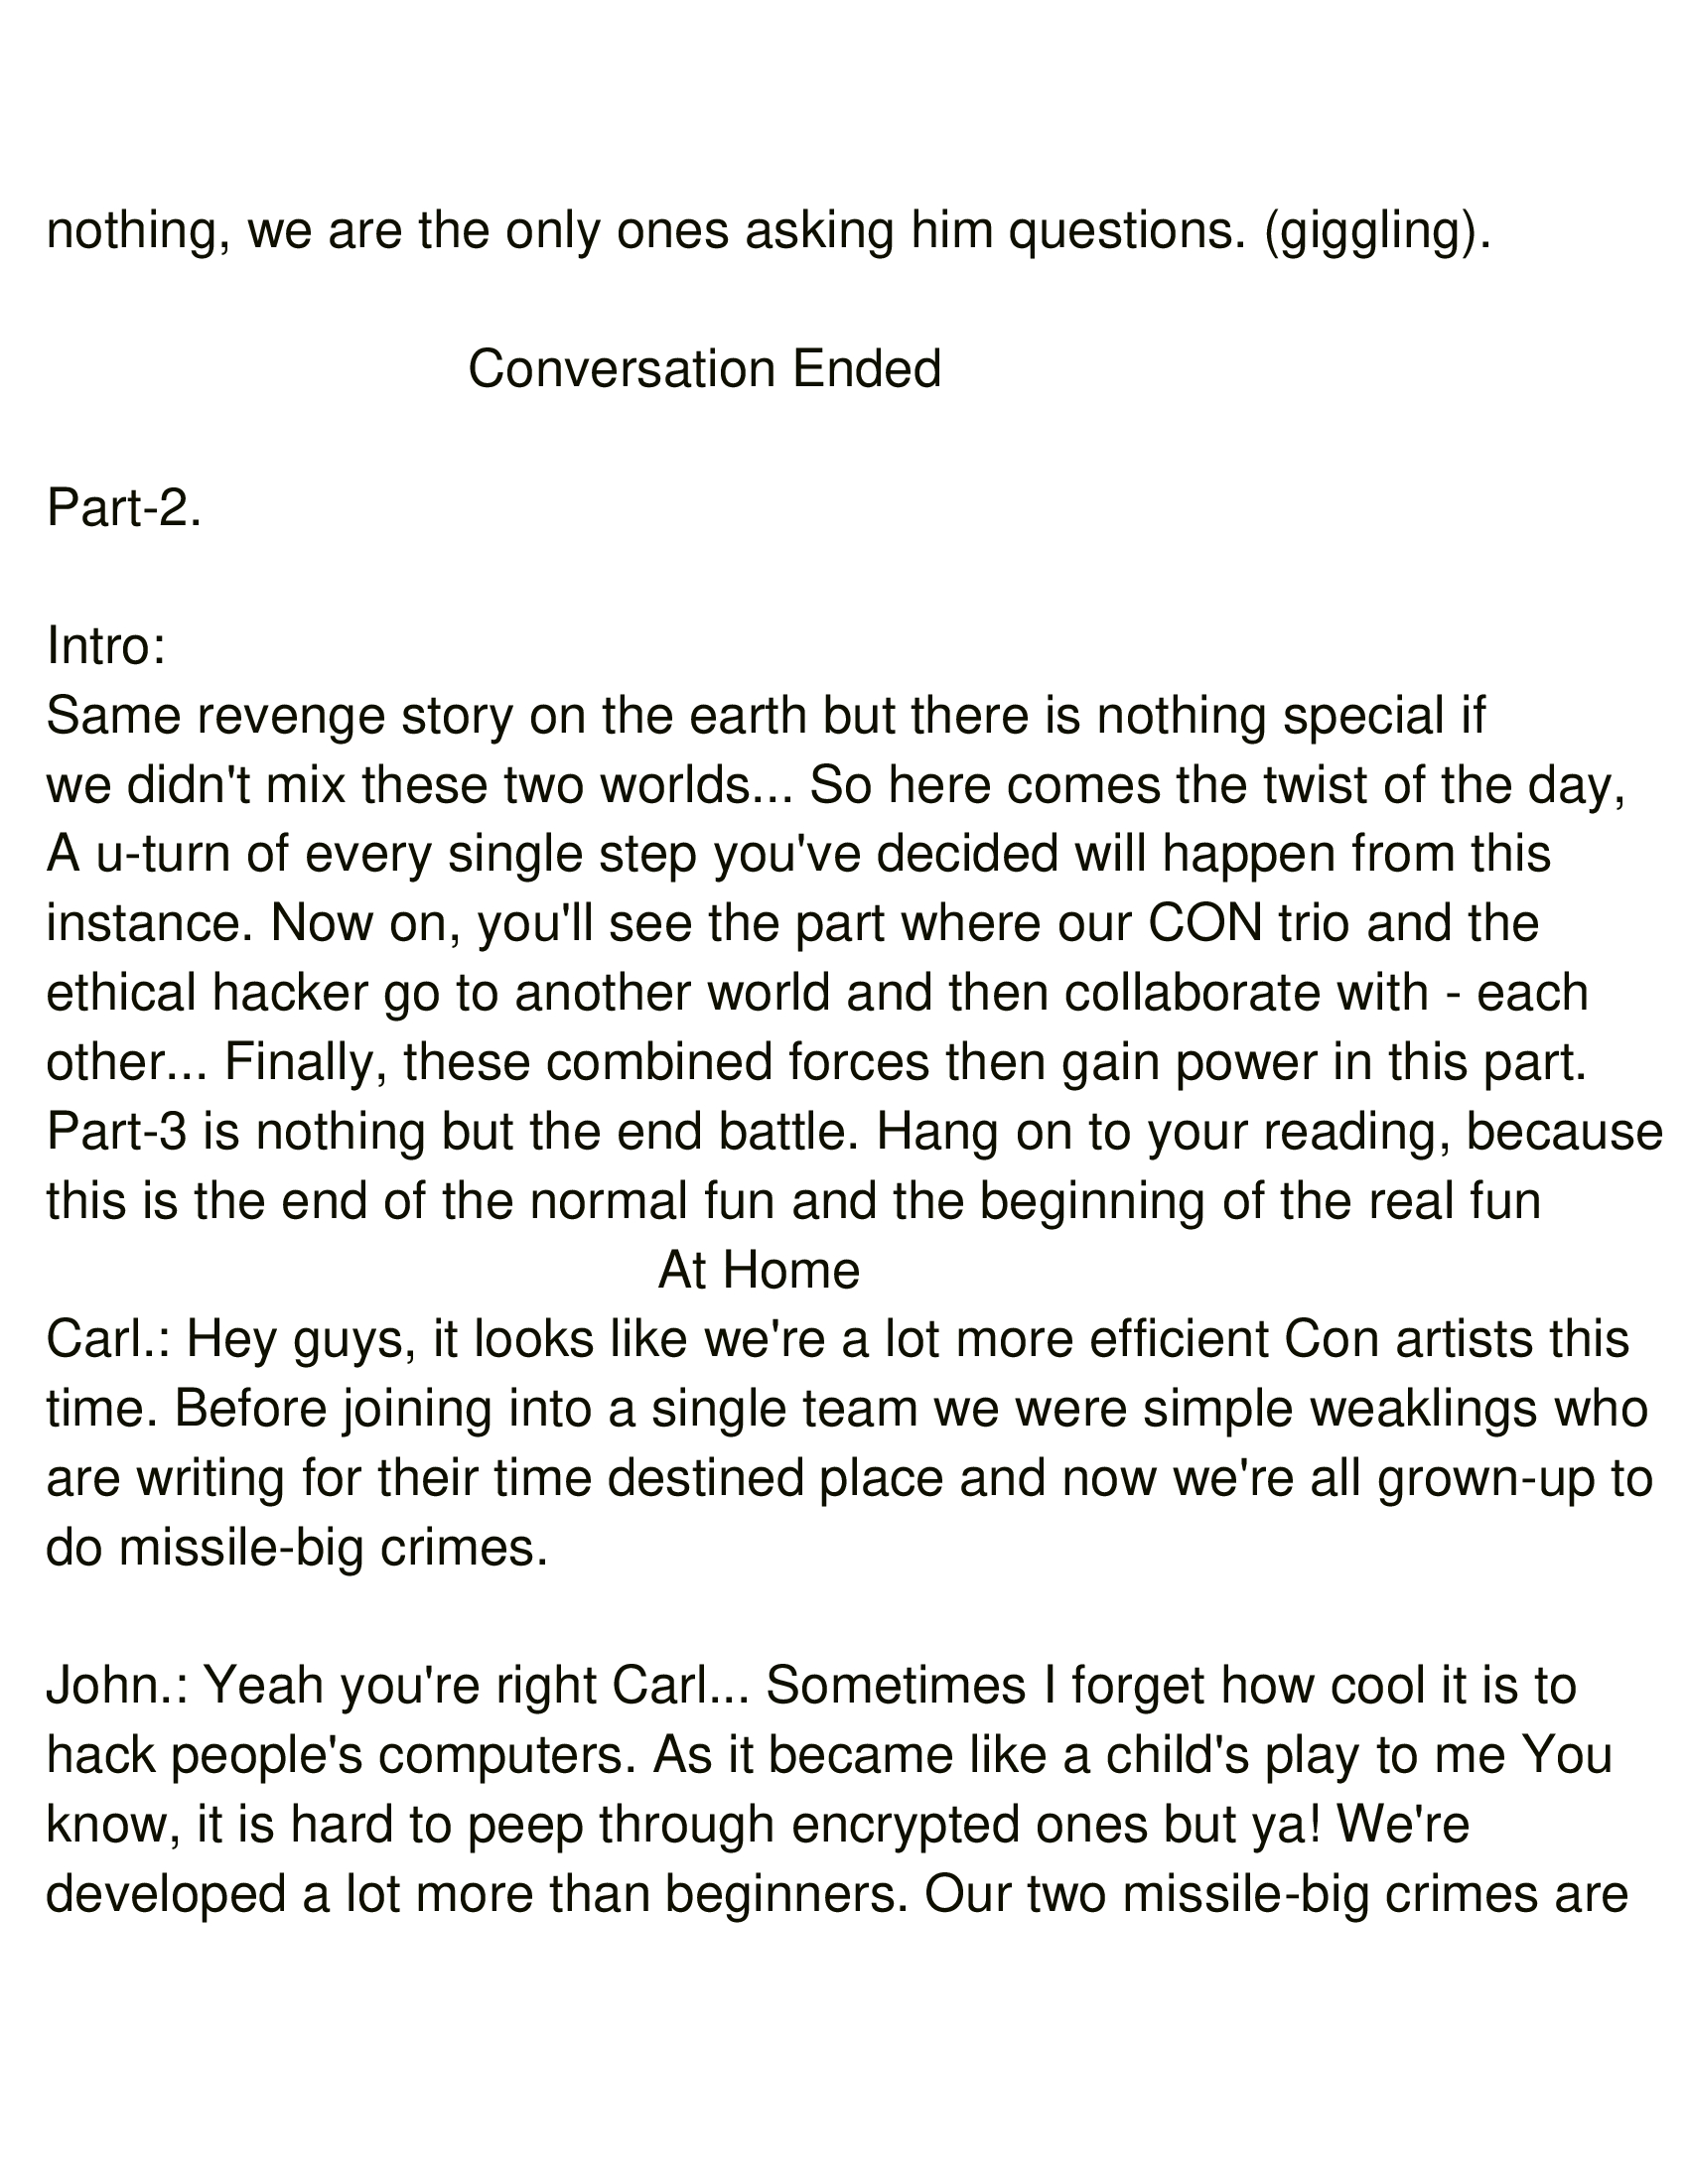 nothing, we are the only ones asking him questions. (giggling).
Conversation Ended
Part-2.
Intro:
Same revenge story on the earth but there is nothing special if
we didn't mix these two worlds... So here comes the twist of the day,
A u-turn of every single step you've decided will happen from this
instance. Now on, you'll see the part where our CON trio and the
ethical hacker go to another world and then collaborate with - each
other... Finally, these combined forces then gain power in this part.
Part-3 is nothing but the end battle. Hang on to your reading, because
this is the end of the normal fun and the beginning of the real fun
At Home
Carl.: Hey guys, it looks like we're a lot more efficient Con artists this
time. Before joining into a single team we were simple weaklings who
are writing for their time destined place and now we're all grown-up to
do missile-big crimes.
John.: Yeah you're right Carl... Sometimes I forget how cool it is to
hack people's computers. As it became like a child's play to me You
know, it is hard to peep through encrypted ones but ya! We're
developed a lot more than beginners. Our two missile-big crimes are